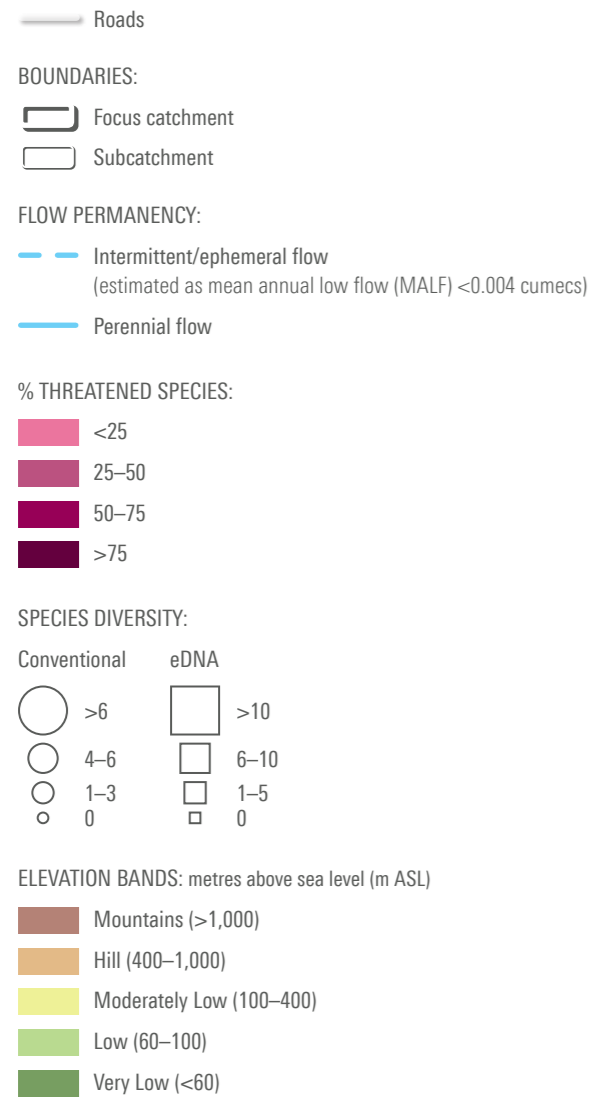 Roads
BOUNDARIES:
Focus catchment
Subcatchment
FLOW PERMANENCY:
Intermittent/ephemeral flow
(estimated as mean annual low flow (MALF) <0.004 cumecs)
Perennial flow
% THREATENED SPECIES:
<25
25–50
50–75
>75
SPECIES DIVERSITY:
Conventional eDNA
>6 >10
4–6 6–10
1–3 1–5
0 0
ELEVATION BANDS: metres above sea level (m ASL)
Mountains (>1,000)
Hill (400–1,000)
Moderately Low (100–400)
Low (60–100)
Very Low (<60)